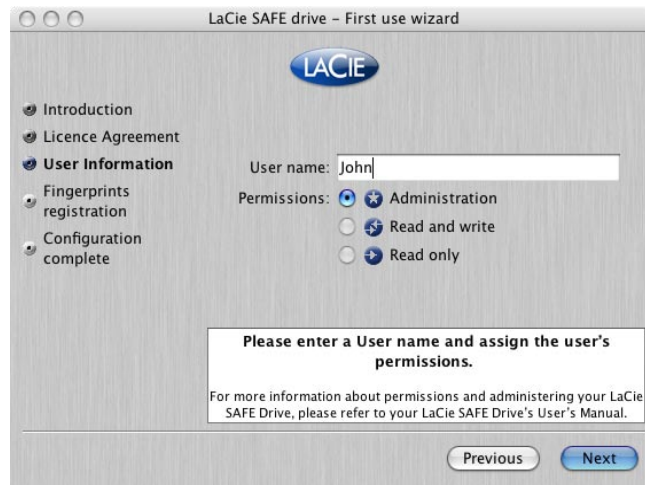 LaCie SAFE drive – First use wizard
LACIE
Introduction
Licence Agreement
User Information
Fingerprints
registration
Configuration
complete
User name: John
Permissions: Administration
Read and write
Read only
Please enter a User name and assign the user's
permissions.
For more information about permissions and administering your LaCie
SAFE Drive, please refer to your LaCie SAFE Drive's User's Manual.
Previous Next